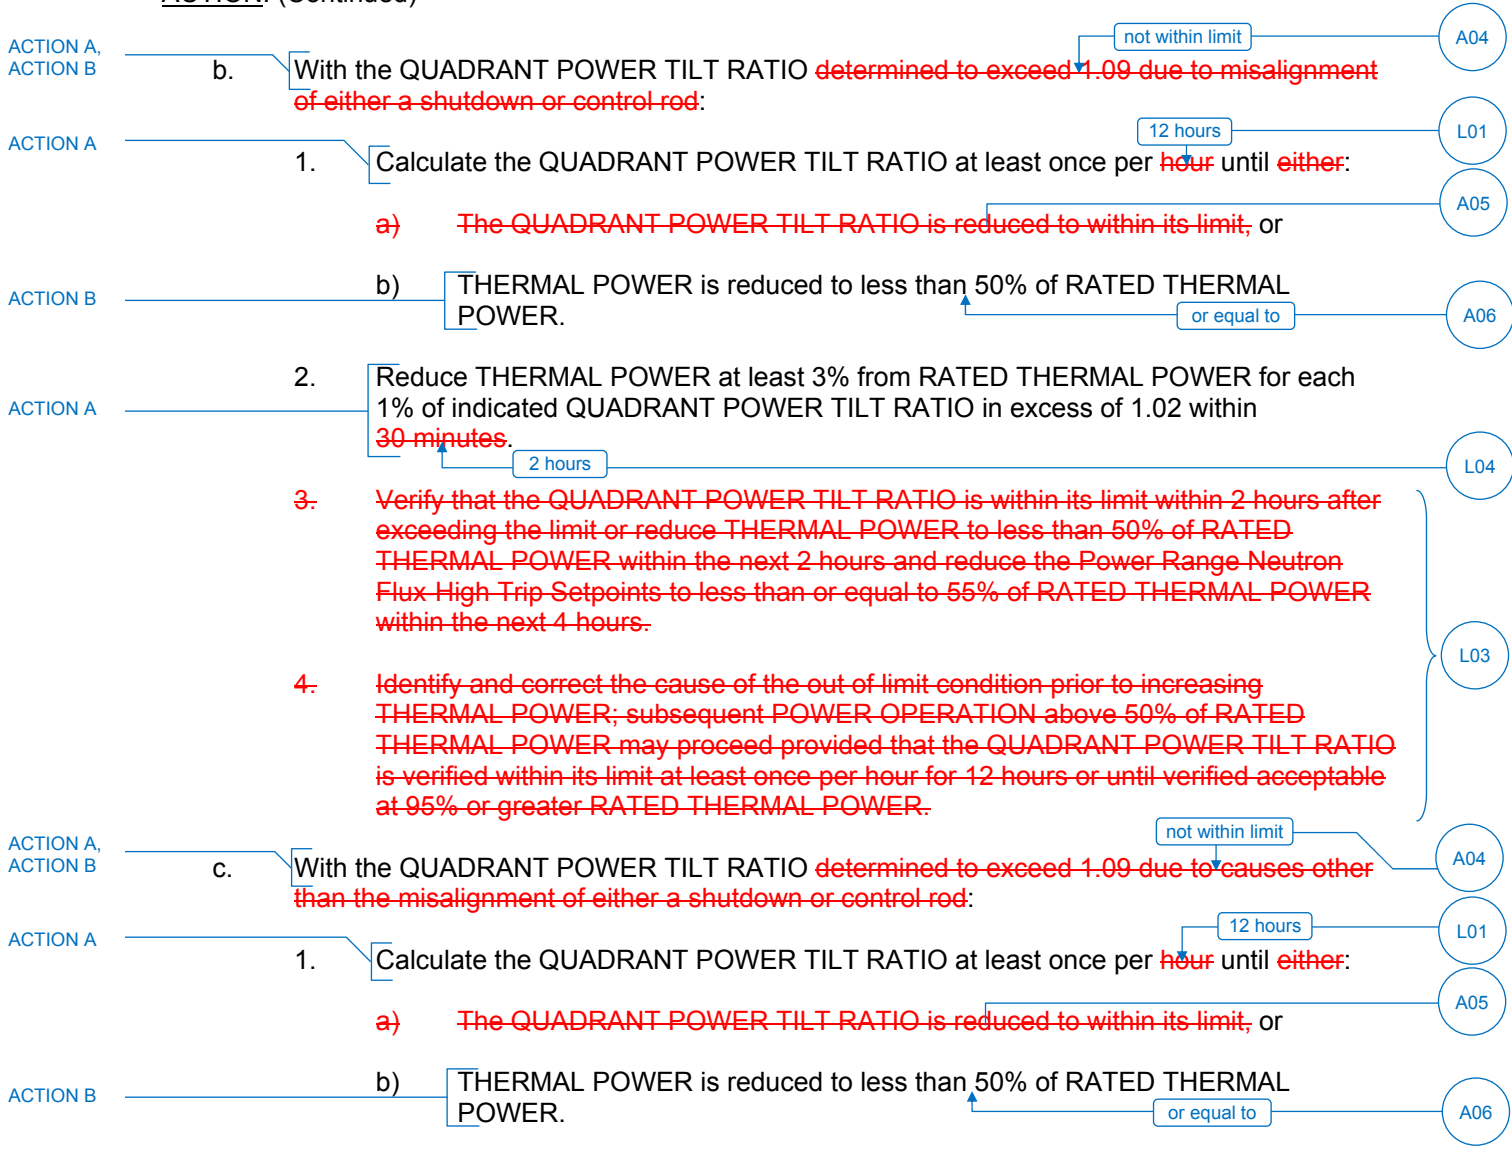 ACTION: (Continued)
not within limit
A04
ACTION A,
ACTION B
b. With the QUADRANT POWER TILT RATIO determined to exceed 1.09 due to misalignment
of either a shutdown or control rod:
12 hours
L01
ACTION A
1. Calculate the QUADRANT POWER TILT RATIO at least once per hour until either:
A05
a) The QUADRANT POWER TILT RATIO is reduced to within its limit, or
ACTION B
b) THERMAL POWER is reduced to less than 50% of RATED THERMAL
POWER.
or equal to
A06
2. Reduce THERMAL POWER at least 3% from RATED THERMAL POWER for each
ACTION A
1% of indicated QUADRANT POWER TILT RATIO in excess of 1.02 within
30 minutes.
2 hours
L04
3. Verify that the QUADRANT POWER TILT RATIO is within its limit within 2 hours after
exceeding the limit or reduce THERMAL POWER to less than 50% of RATED
THERMAL POWER within the next 2 hours and reduce the Power Range Neutron
Flux High Trip Setpoints to less than or equal to 55% of RATED THERMAL POWER
within the next 4 hours.
L03
4. Identify and correct the cause of the out of limit condition prior to increasing
THERMAL POWER; subsequent POWER OPERATION above 50% of RATED
THERMAL POWER may proceed provided that the QUADRANT POWER TILT RATIO
is verified within its limit at least once per hour for 12 hours or until verified acceptable
at 95% or greater RATED THERMAL POWER.
not within limit
A04
ACTION A,
ACTION B
c. With the QUADRANT POWER TILT RATIO determined to exceed 1.09 due to causes other
than the misalignment of either a shutdown or control rod:
12 hours
L01
ACTION A
1. Calculate the QUADRANT POWER TILT RATIO at least once per hour until either:
A05
a) The QUADRANT POWER TILT RATIO is reduced to within its limit, or
ACTION B
b) THERMAL POWER is reduced to less than 50% of RATED THERMAL
POWER.
or equal to
A06